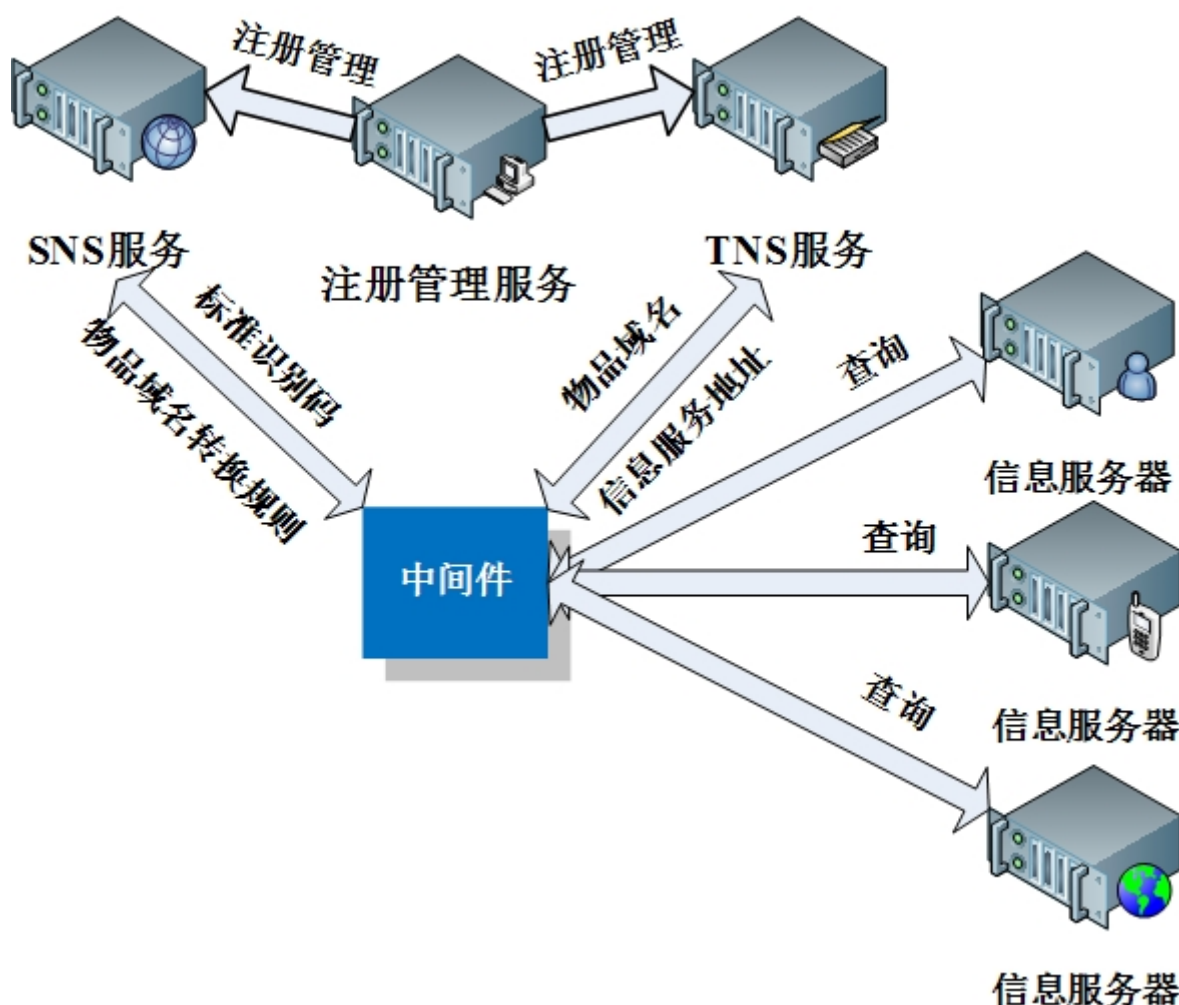 注册管理
注册管理
SNS服务
注册管理服务
TNS服务
标准识别码
物品域名转换规则
物品域名
信息服务地址
查询
信息服务器
中间件
查询
信息服务器
查询
信息服务器